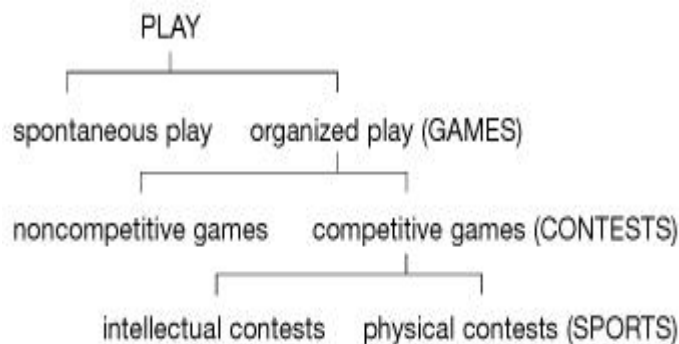 PLAY
spontaneous play organized play (GAMES)
noncompetitive games competitive games (CONTESTS)
intellectual contests physical contests (SPORTS)